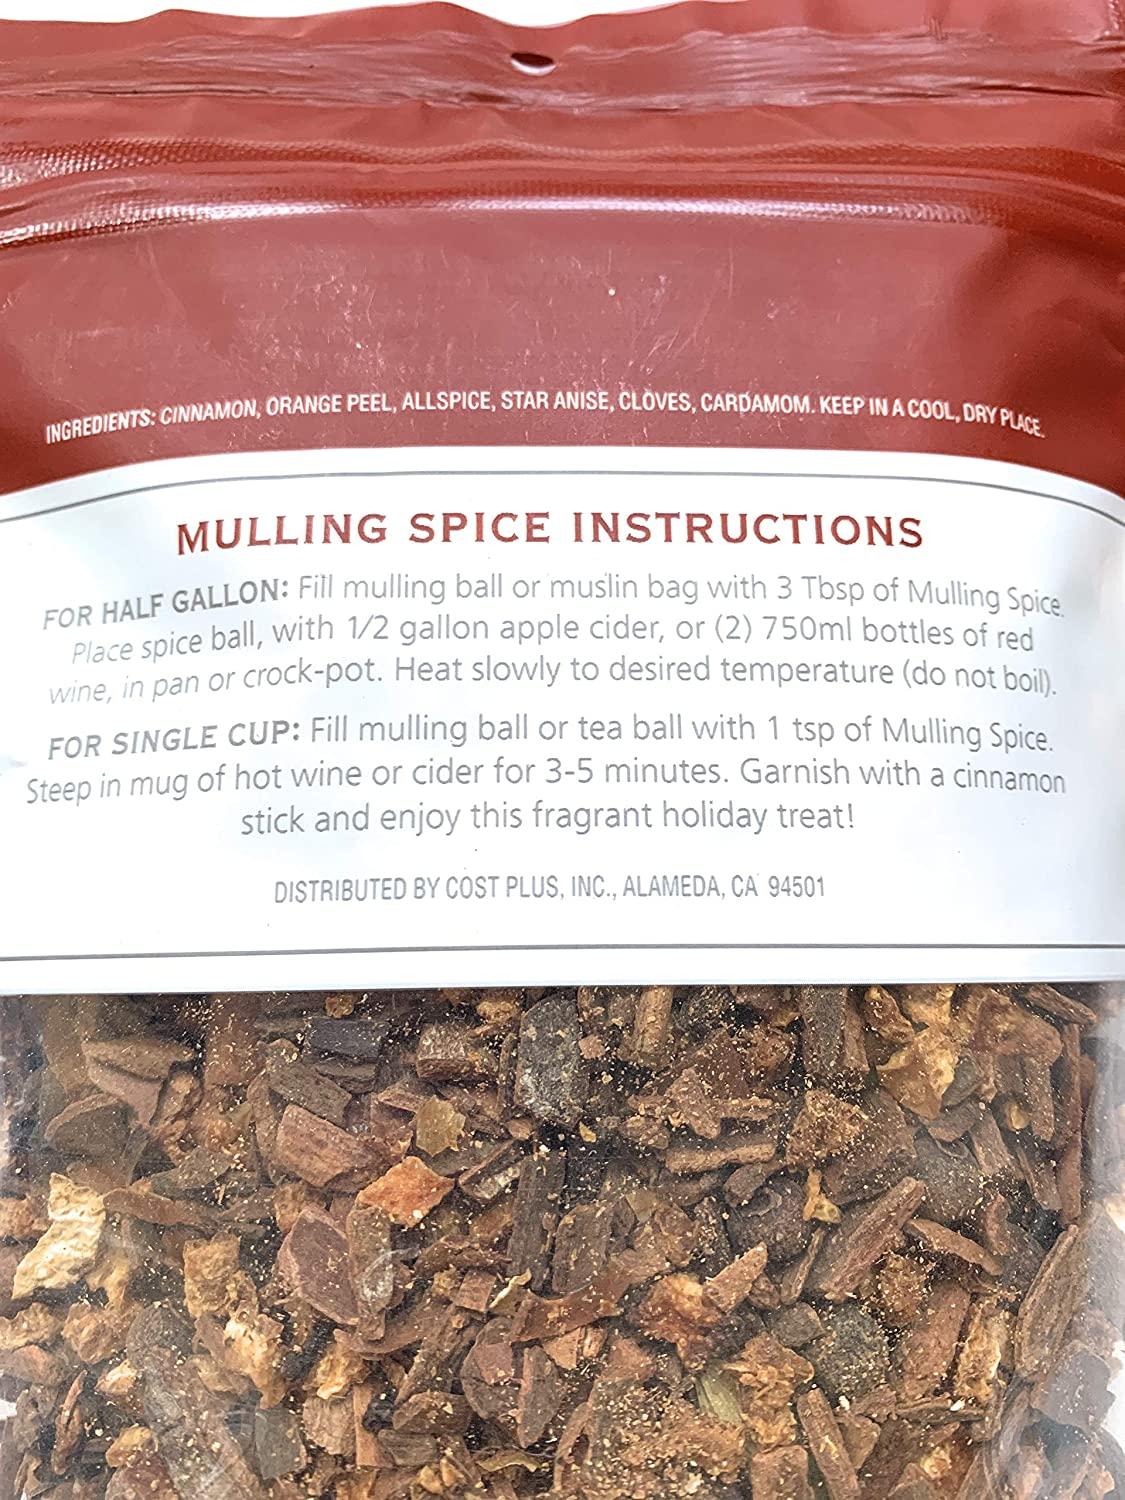 INGREDIENTS: CINNAMON, ORANGE PEEL, ALLSPICE, STAR ANISE, CLOVES, CARDAMOM. KEEP IN A COOL, DRY PLACE.
MULLING SPICE INSTRUCTIONS
FOR HALF GALLON: Fill mulling ball or muslin bag with 3 Tbsp of Mulling Spice.
Place spice ball, with 1/2 gallon apple cider, or (2) 750ml bottles of red
wine, in pan or crock-pot. Heat slowly to desired temperature (do not boil).
FOR SINGLE CUP: Fill mulling ball or tea ball with 1 tsp of Mulling Spice.
Steep in mug of hot wine or cider for 3-5 minutes. Garnish with a cinnamon
stick and enjoy this fragrant holiday treat!
DISTRIBUTED BY COST PLUS, INC., ALAMEDA, CA 94501